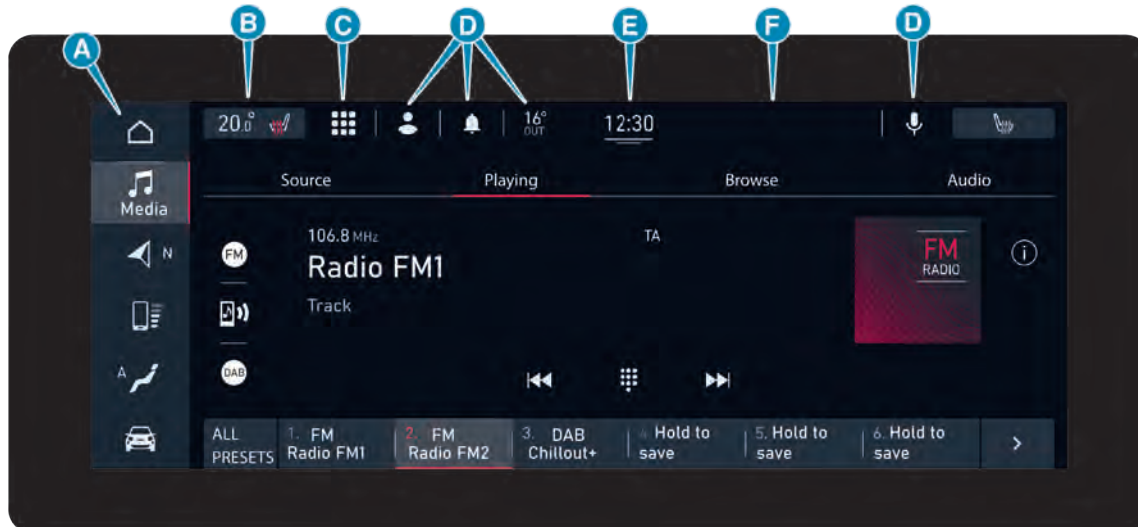 A
B
C
D
E
F
D
20.0°
16°
OUT
12:30
Media
N
A
Source
Playing
Browse
Audio
FM
106.8 MHz
Radio FM1
Track
TA
FM
RADIO
i
DAB
ALL
PRESETS
1. FM
Radio FM1
2. FM
Radio FM2
3. DAB
Chillout+
4. Hold to
save
5. Hold to
save
6. Hold to
save
>